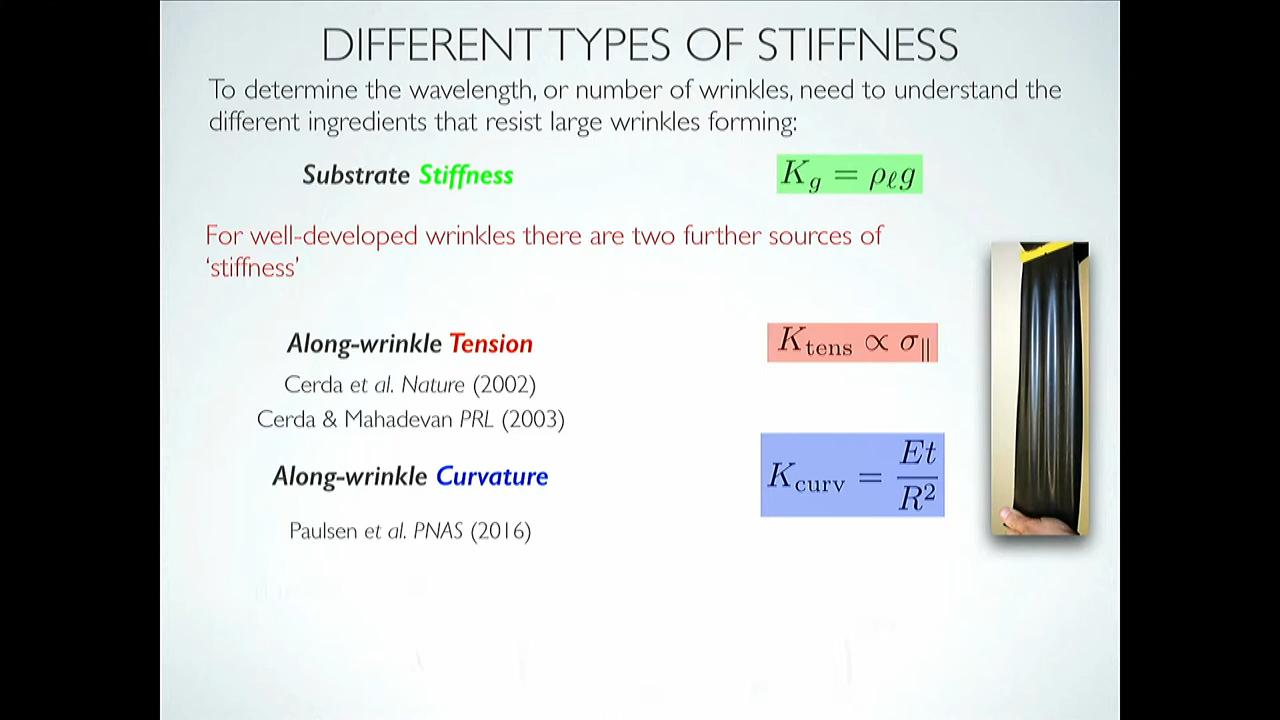 DIFFERENT TYPES OF STIFFNESS
To determine the wavelength, or number of wrinkles, need to understand the
different ingredients that resist large wrinkles forming:
Substrate Stiffness
K_g = ρ_ℓ g
For well-developed wrinkles there are two further sources of
‘stiffness’
Along-wrinkle Tension
K_tens ∝ σ_||
Cerda et al. Nature (2002)
Cerda & Mahadevan PRL (2003)
Along-wrinkle Curvature
K_curv = Et/R²
Paulsen et al. PNAS (2016)